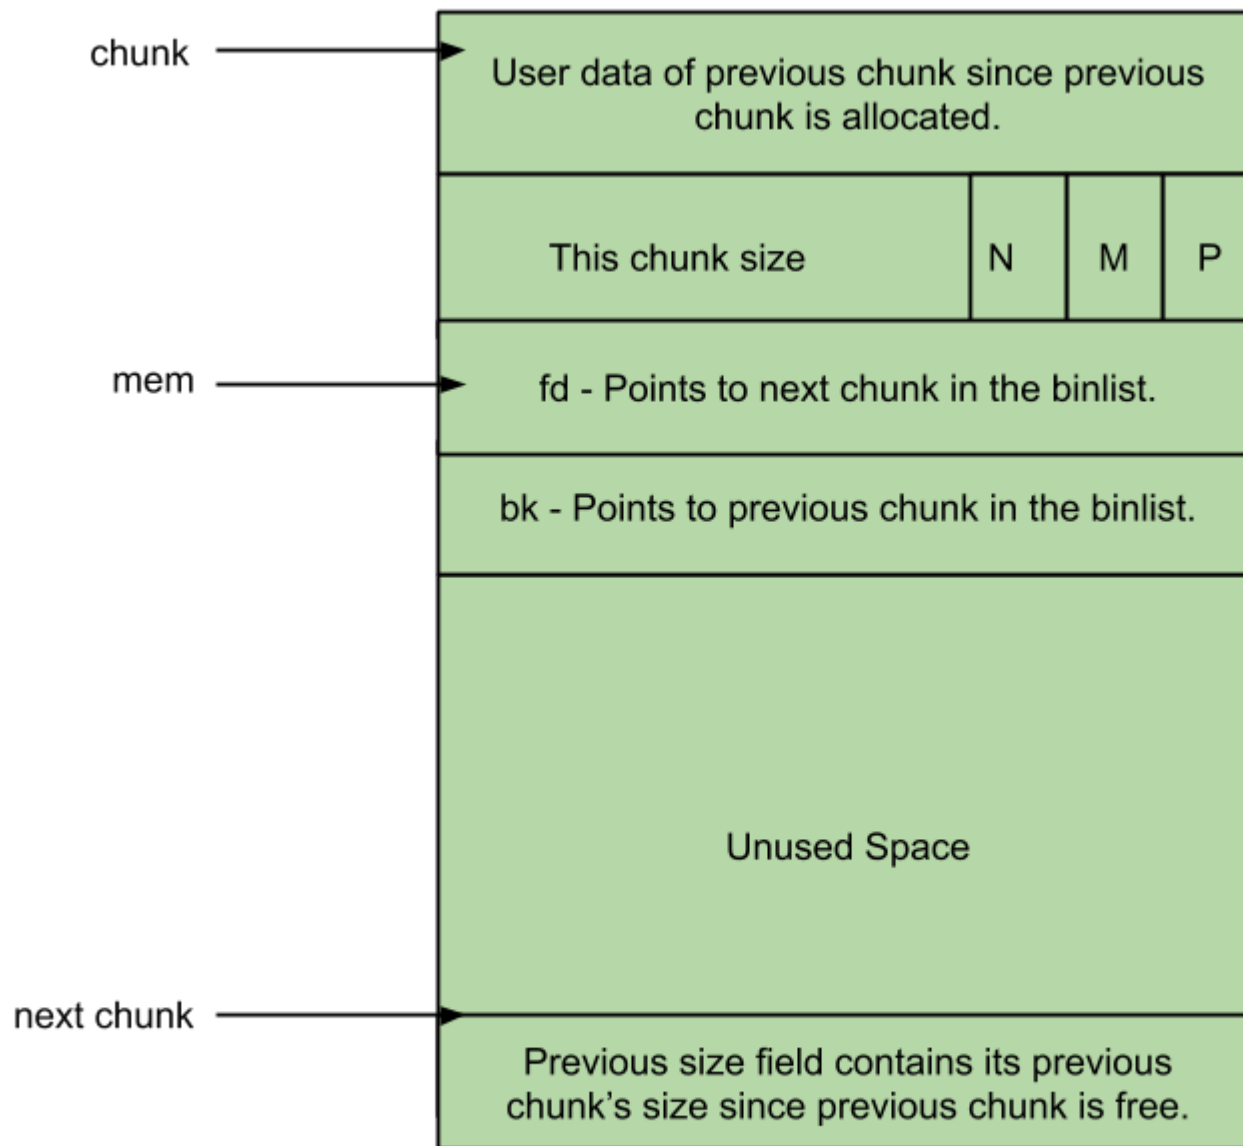 chunk
User data of previous chunk since previous
chunk is allocated.
This chunk size
N
M
P
mem
fd - Points to next chunk in the binlist.
bk - Points to previous chunk in the binlist.
Unused Space
next chunk
Previous size field contains its previous
chunk’s size since previous chunk is free.